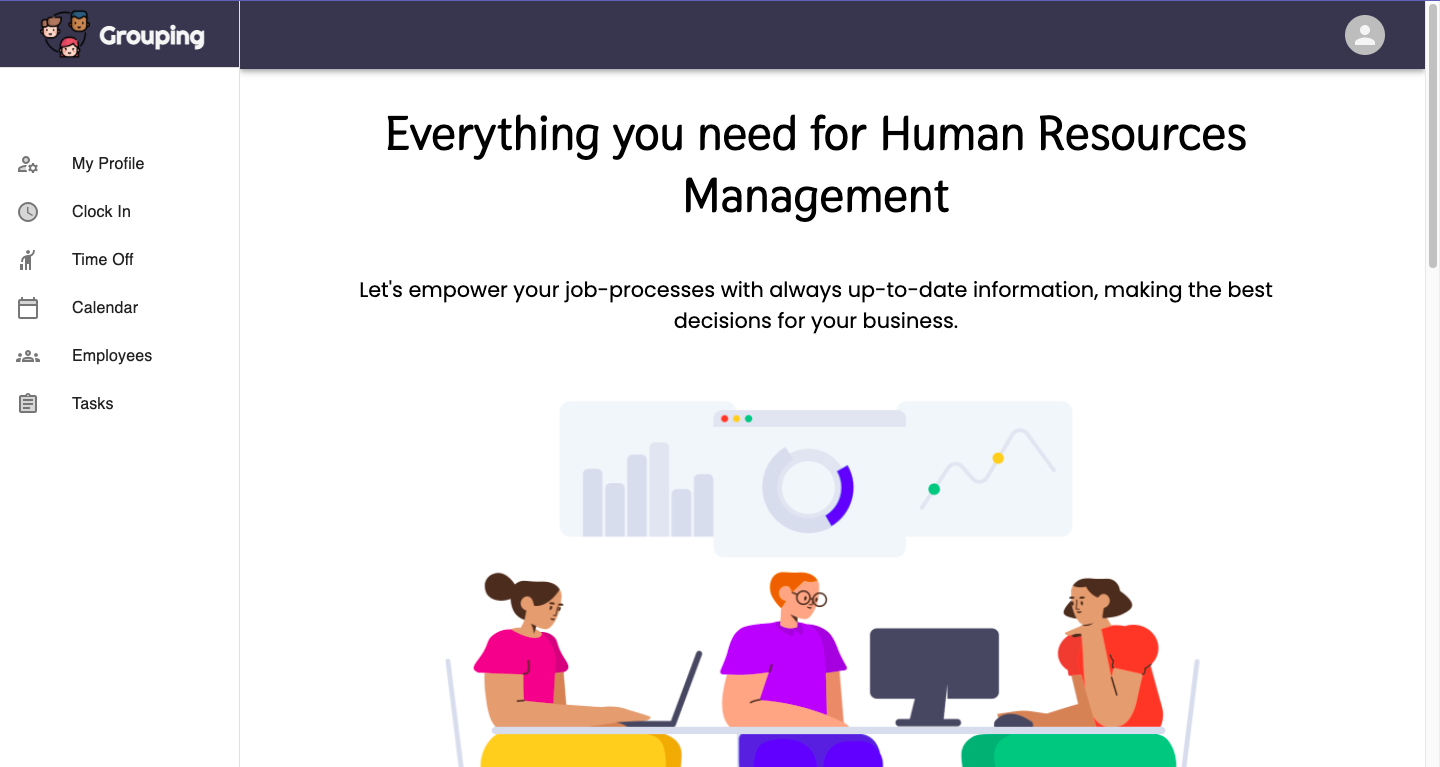 Grouping
My Profile
Clock In
Time Off
Calendar
Employees
Tasks
Everything you need for Human Resources
Management
Let's empower your job-processes with always up-to-date information, making the best
decisions for your business.